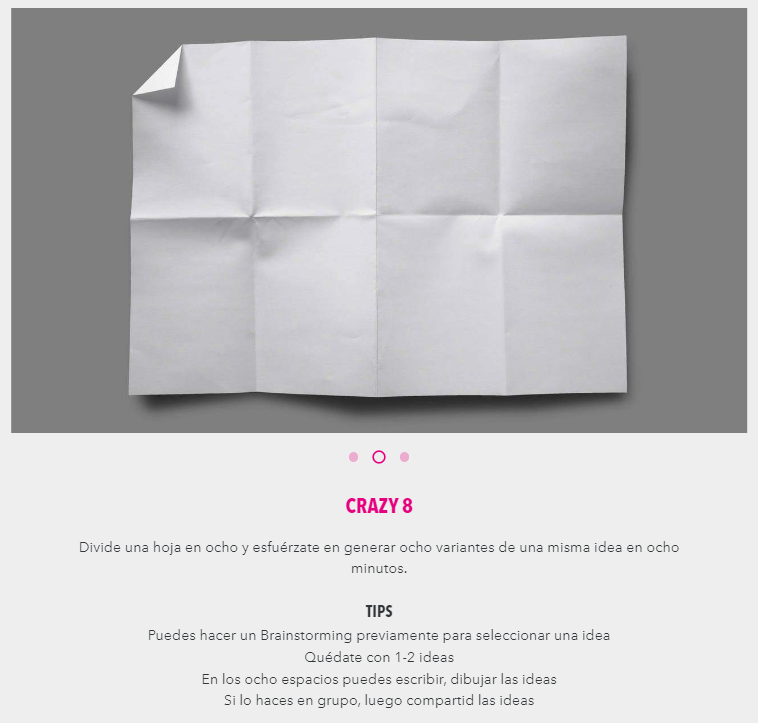 CRAZY 8
Divide una hoja en ocho y esfuérzate en generar ocho variantes de una misma idea en ocho
minutos.
TIPS
Puedes hacer un Brainstorming previamente para seleccionar una idea
Quédate con 1-2 ideas
En los ocho espacios puedes escribir, dibujar las ideas
Si lo haces en grupo, luego compartid las ideas